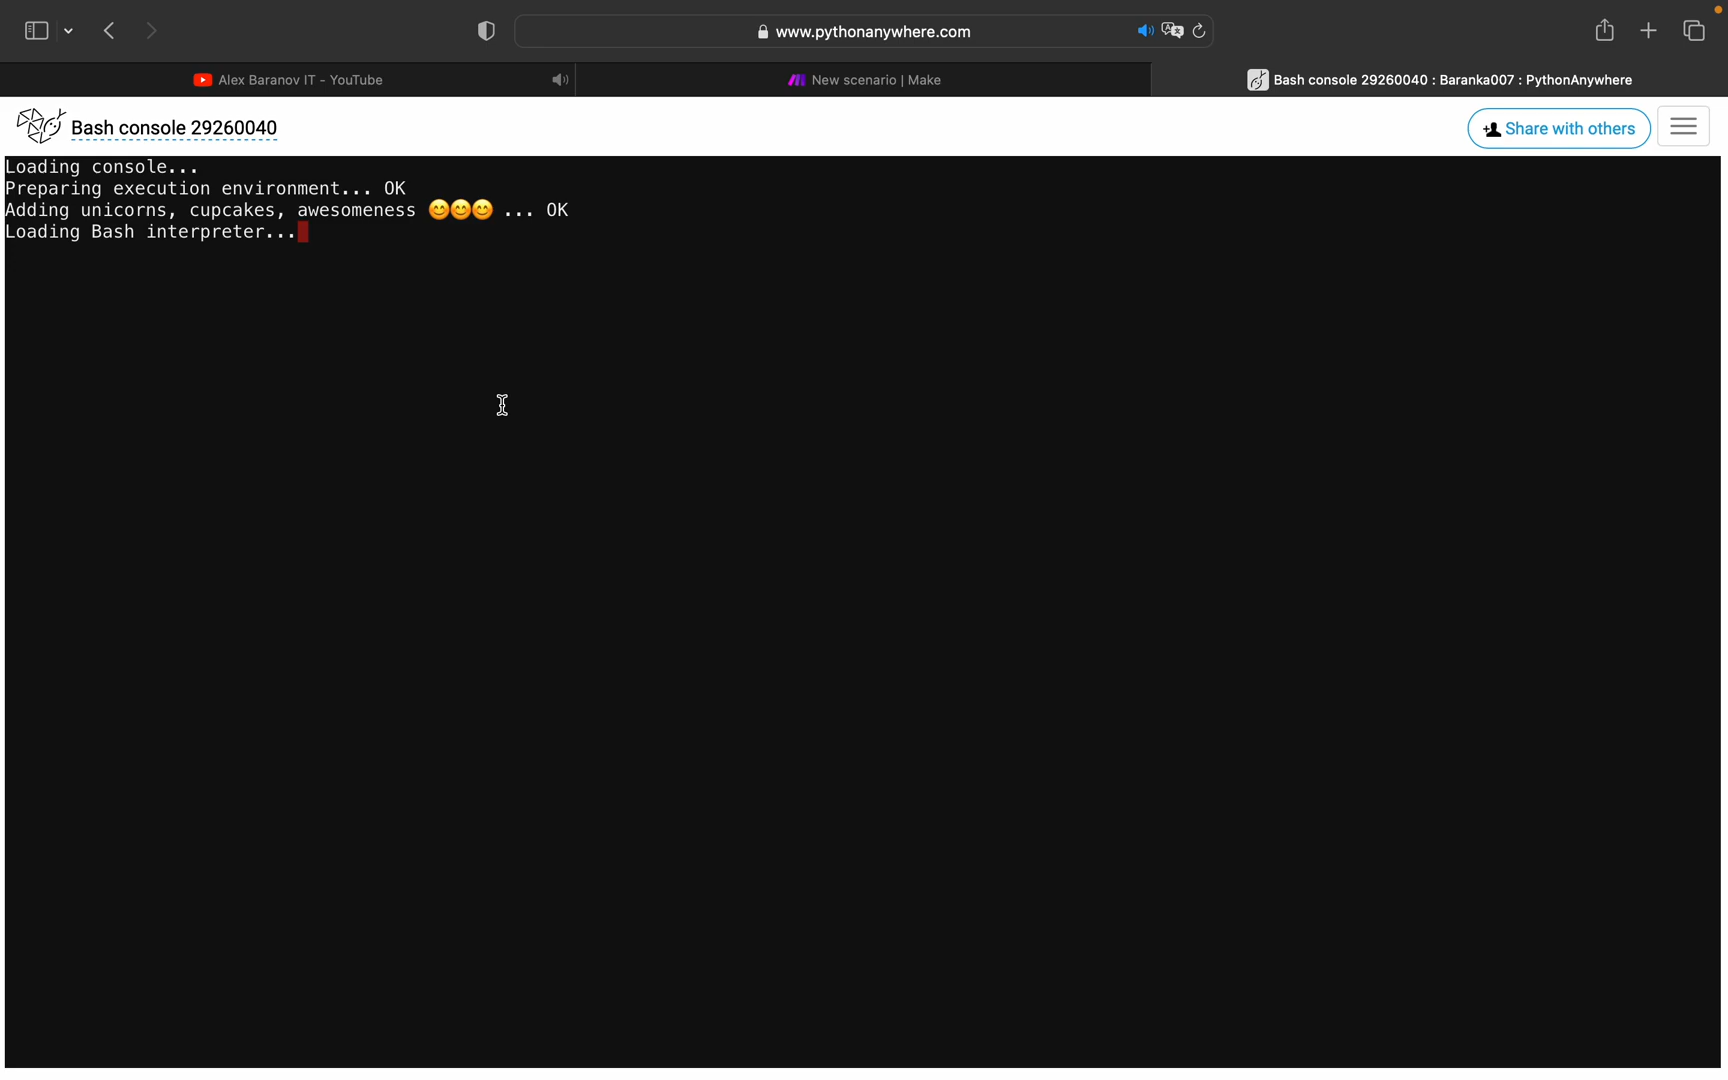 www.pythonanywhere.com
Alex Baranov IT - YouTube
New scenario | Make
Bash console 29260040 : Baranka007 : PythonAnywhere
Bash console 29260040
Share with others
Loading console...
Preparing execution environment... OK
Adding unicorns, cupcakes, awesomeness 😊😊😊 ... OK
Loading Bash interpreter...